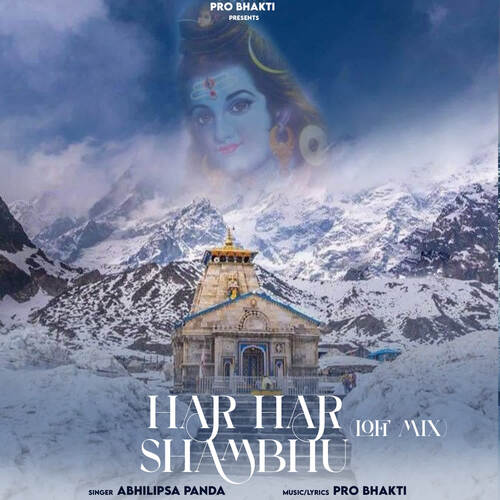 PRO BHAKTI
PRESENTS
HAR HAR (LOFI MIX)
SHAMBHU
SINGER ABHILIPSA PANDA MUSIC/LYRICS PRO BHAKTI